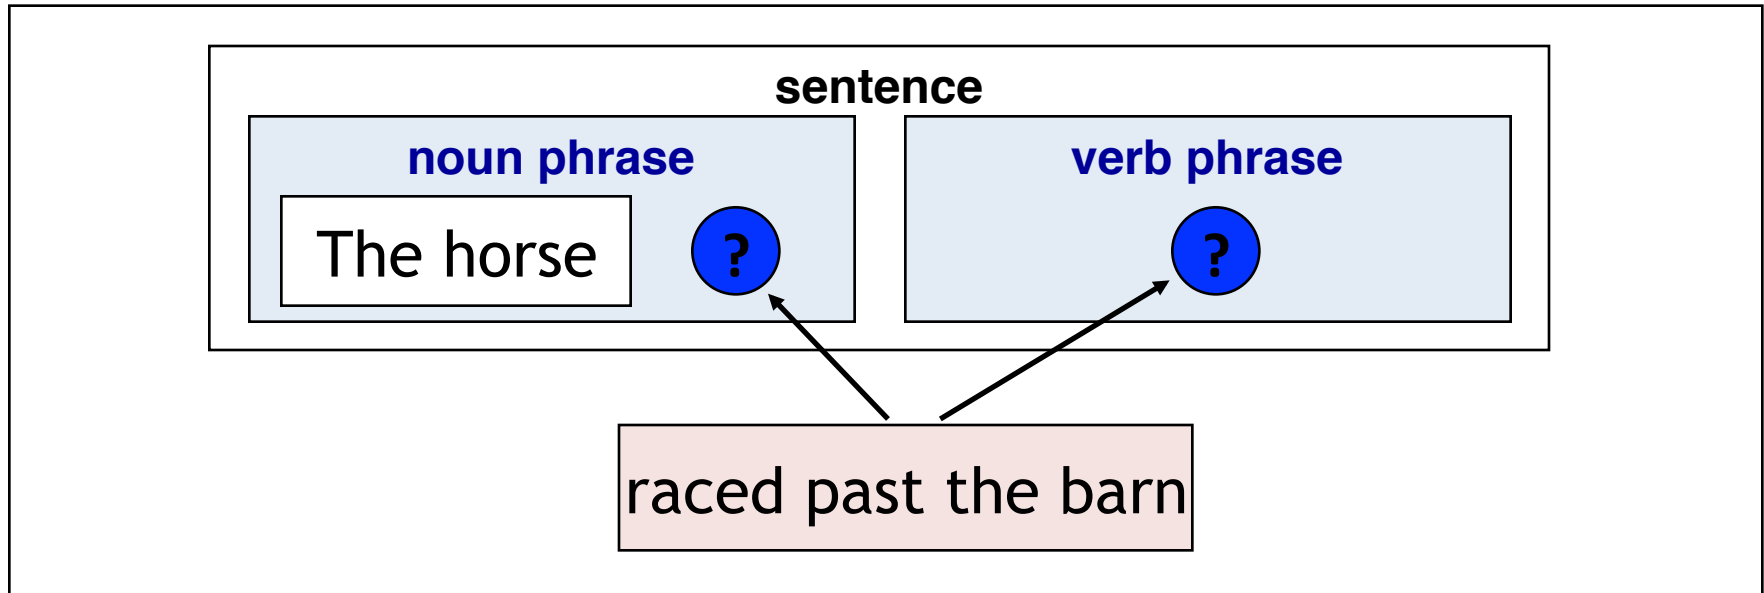 sentence
noun phrase verb phrase
The horse ? ?
raced past the barn